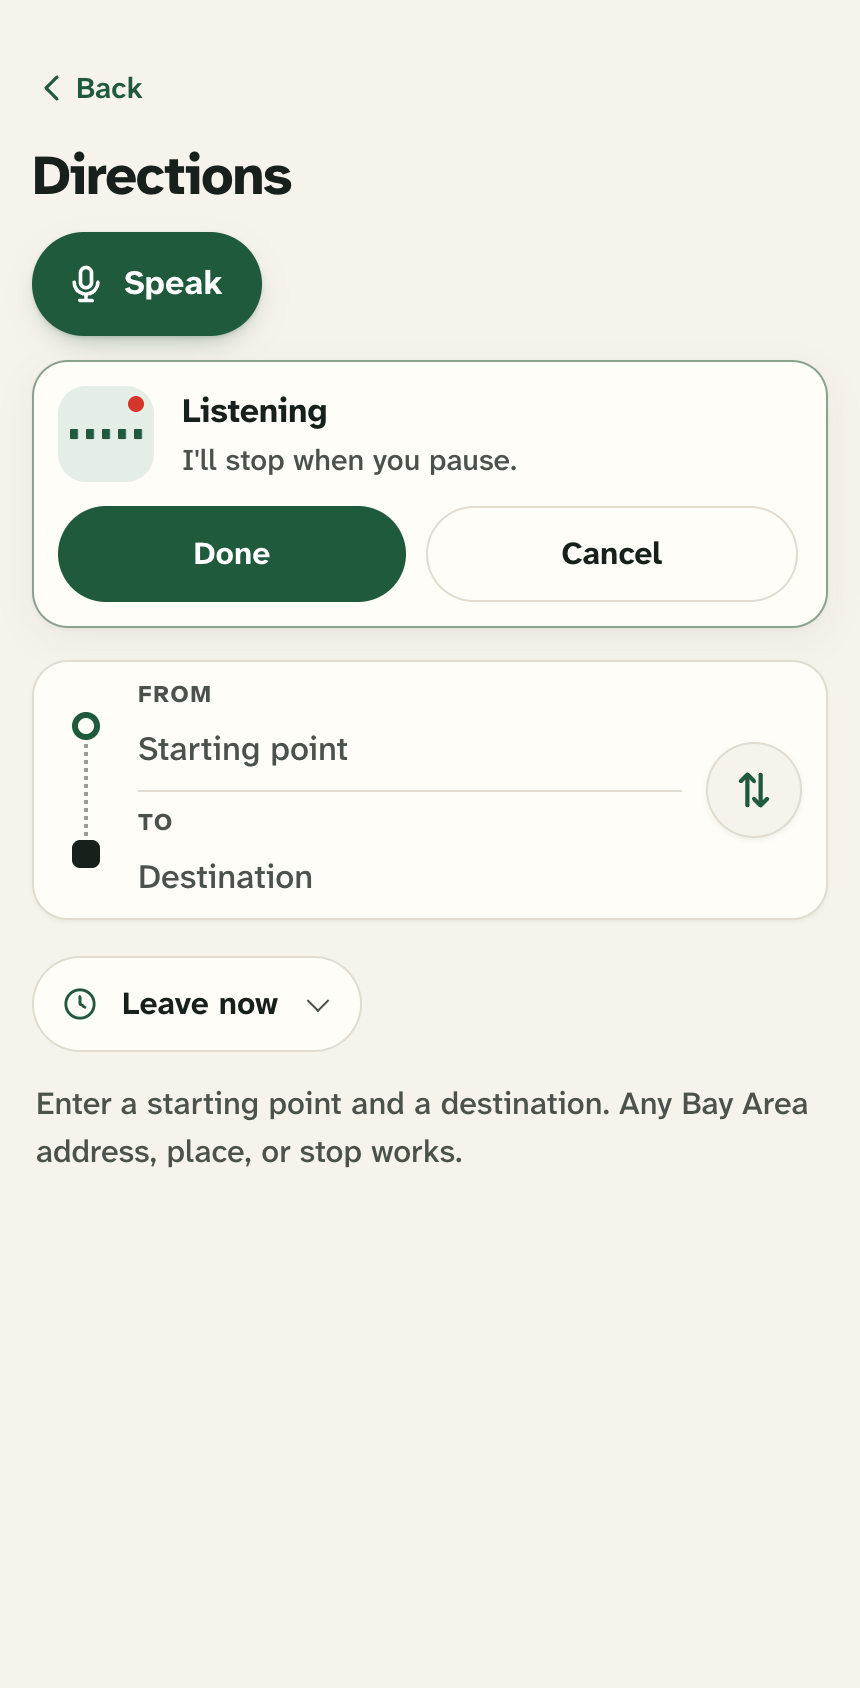 Back
Directions
Speak
Listening
I'll stop when you pause.
Done
Cancel
FROM
Starting point
TO
Destination
Leave now
Enter a starting point and a destination. Any Bay Area
address, place, or stop works.